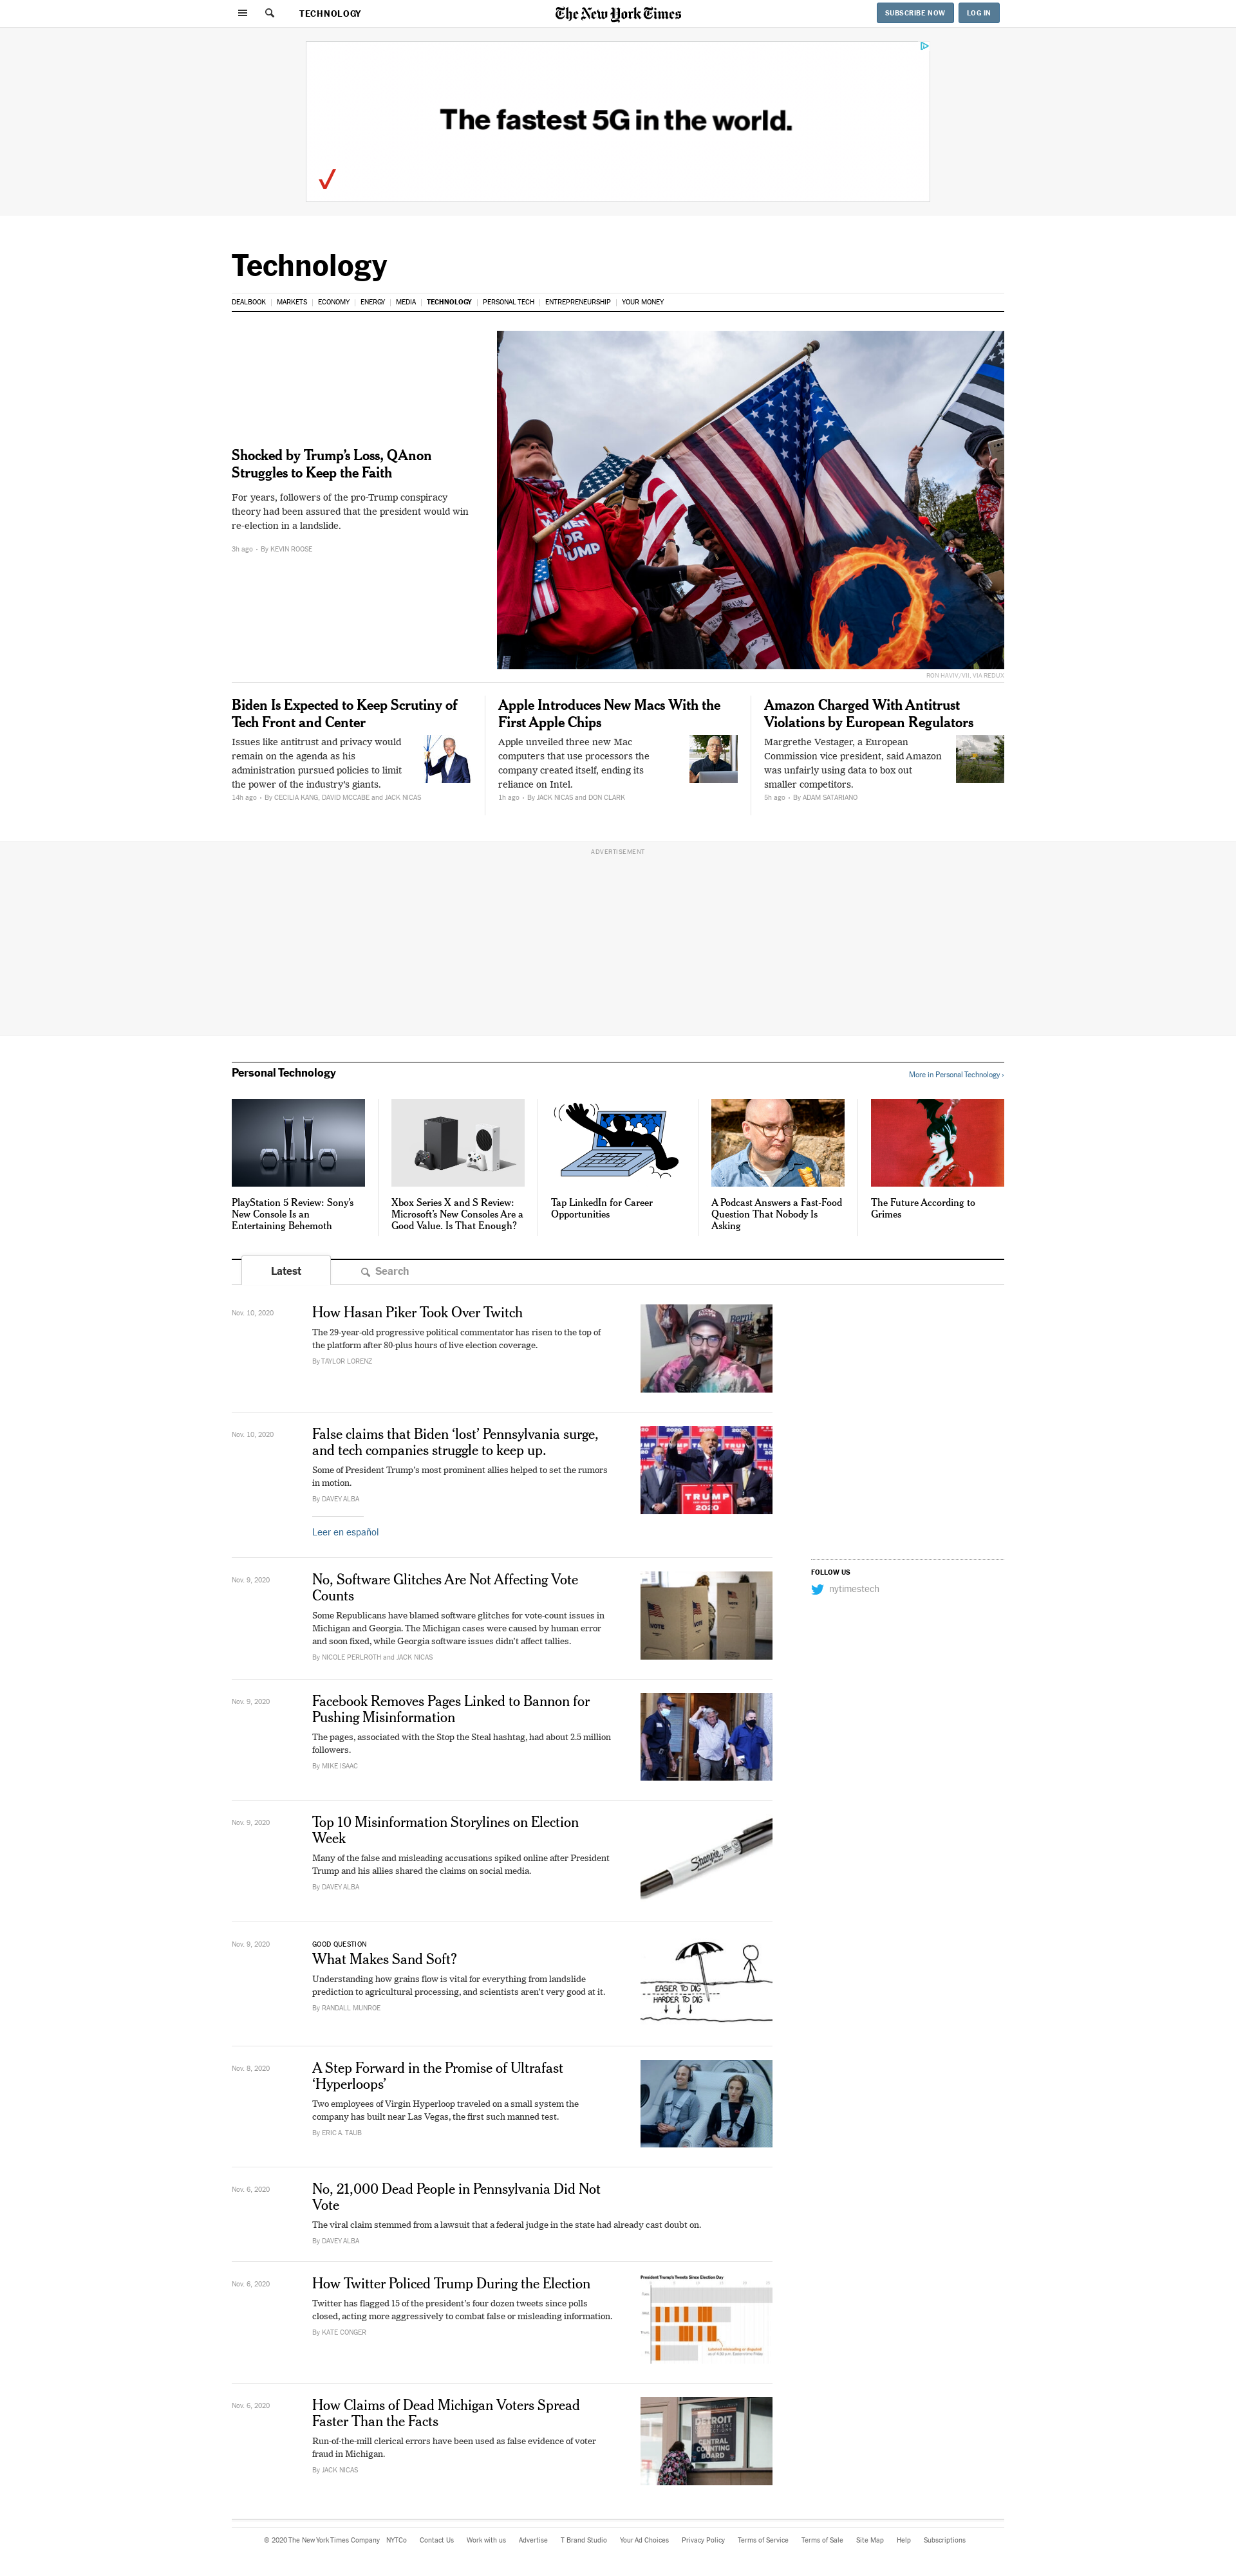 TECHNOLOGY
The New York Times
SUBSCRIBE NOW
LOG IN
The fastest 5G in the world.
Technology
DEALBOOK
MARKETS
ECONOMY
ENERGY
MEDIA
TECHNOLOGY
PERSONAL TECH
ENTREPRENEURSHIP
YOUR MONEY
Shocked by Trump’s Loss, QAnon
Struggles to Keep the Faith
For years, followers of the pro-Trump conspiracy
theory had been assured that the president would win
re-election in a landslide.
3h ago • By KEVIN ROOSE
WOMEN
FOR
TRUMP
RON HAVIV/VII, VIA REDUX
Biden Is Expected to Keep Scrutiny of
Tech Front and Center
Issues like antitrust and privacy would
remain on the agenda as his
administration pursued policies to limit
the power of the industry’s giants.
14h ago • By CECILIA KANG, DAVID MCCABE and JACK NICAS
Apple Introduces New Macs With the
First Apple Chips
Apple unveiled three new Mac
computers that use processors the
company created itself, ending its
reliance on Intel.
1h ago • By JACK NICAS and DON CLARK
Amazon Charged With Antitrust
Violations by European Regulators
Margrethe Vestager, a European
Commission vice president, said Amazon
was unfairly using data to box out
smaller competitors.
5h ago • By ADAM SATARIANO
ADVERTISEMENT
Personal Technology
More in Personal Technology ›
PlayStation 5 Review: Sony’s
New Console Is an
Entertaining Behemoth
Xbox Series X and S Review:
Microsoft’s New Consoles Are a
Good Value. Is That Enough?
Tap LinkedIn for Career
Opportunities
A Podcast Answers a Fast-Food
Question That Nobody Is
Asking
The Future According to
Grimes
Latest
Search
Nov. 10, 2020
How Hasan Piker Took Over Twitch
The 29-year-old progressive political commentator has risen to the top of
the platform after 80-plus hours of live election coverage.
By TAYLOR LORENZ
Nov. 10, 2020
False claims that Biden ‘lost’ Pennsylvania surge,
and tech companies struggle to keep up.
Some of President Trump’s most prominent allies helped to set the rumors
in motion.
By DAVEY ALBA
Leer en español
TRUMP
2020
Nov. 9, 2020
No, Software Glitches Are Not Affecting Vote
Counts
Some Republicans have blamed software glitches for vote-count issues in
Michigan and Georgia. The Michigan cases were caused by human error
and soon fixed, while Georgia software issues didn’t affect tallies.
By NICOLE PERLROTH and JACK NICAS
VOTE
VOTE
FOLLOW US
nytimestech
Nov. 9, 2020
Facebook Removes Pages Linked to Bannon for
Pushing Misinformation
The pages, associated with the Stop the Steal hashtag, had about 2.5 million
followers.
By MIKE ISAAC
Nov. 9, 2020
Top 10 Misinformation Storylines on Election
Week
Many of the false and misleading accusations spiked online after President
Trump and his allies shared the claims on social media.
By DAVEY ALBA
Sharpie
Nov. 9, 2020
GOOD QUESTION
What Makes Sand Soft?
Understanding how grains flow is vital for everything from landslide
prediction to agricultural processing, and scientists aren’t very good at it.
By RANDALL MUNROE
EASIER TO DIG
HARDER TO DIG
Nov. 8, 2020
A Step Forward in the Promise of Ultrafast
‘Hyperloops’
Two employees of Virgin Hyperloop traveled on a small system the
company has built near Las Vegas, the first such manned test.
By ERIC A. TAUB
Nov. 6, 2020
No, 21,000 Dead People in Pennsylvania Did Not
Vote
The viral claim stemmed from a lawsuit that a federal judge in the state had already cast doubt on.
By DAVEY ALBA
Nov. 6, 2020
How Twitter Policed Trump During the Election
Twitter has flagged 15 of the president’s four dozen tweets since polls
closed, acting more aggressively to combat false or misleading information.
By KATE CONGER
President Trump's Tweets Since Election Day
Nov. 6, 2020
How Claims of Dead Michigan Voters Spread
Faster Than the Facts
Run-of-the-mill clerical errors have been used as false evidence of voter
fraud in Michigan.
By JACK NICAS
DETROIT
CENTRAL
COUNTING
BOARD
© 2020 The New York Times Company
NYTCo
Contact Us
Work with us
Advertise
T Brand Studio
Your Ad Choices
Privacy Policy
Terms of Service
Terms of Sale
Site Map
Help
Subscriptions